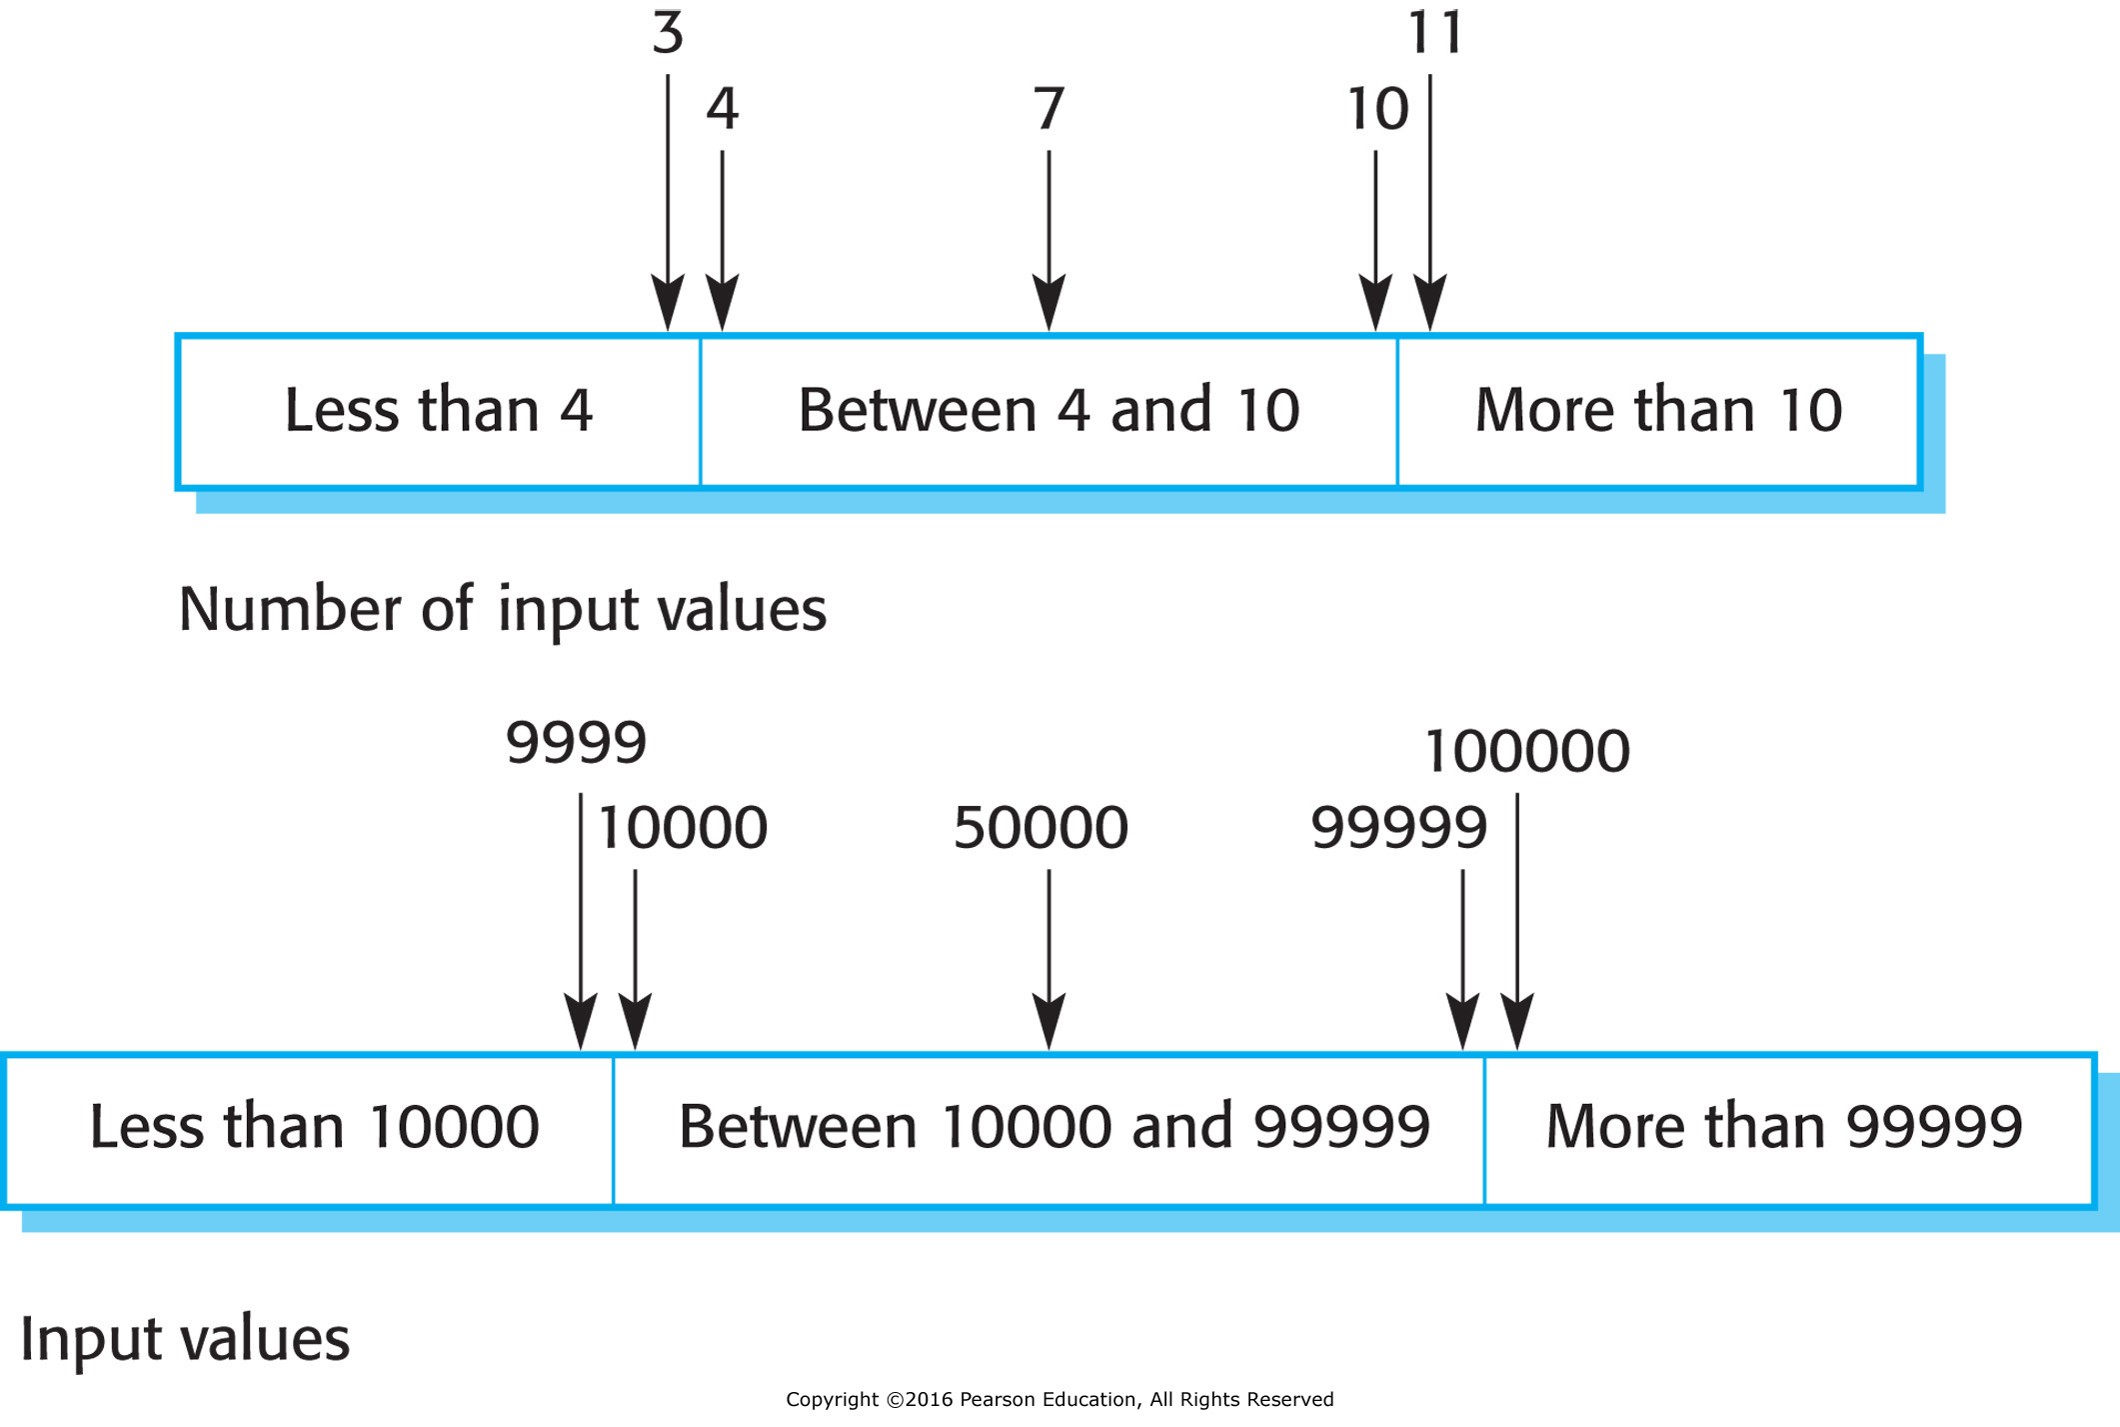 3
11
4
7
10
Less than 4
Between 4 and 10
More than 10
Number of input values
9999
100000
10000
50000
99999
Less than 10000
Between 10000 and 99999
More than 99999
Input values
Copyright ©2016 Pearson Education, All Rights Reserved